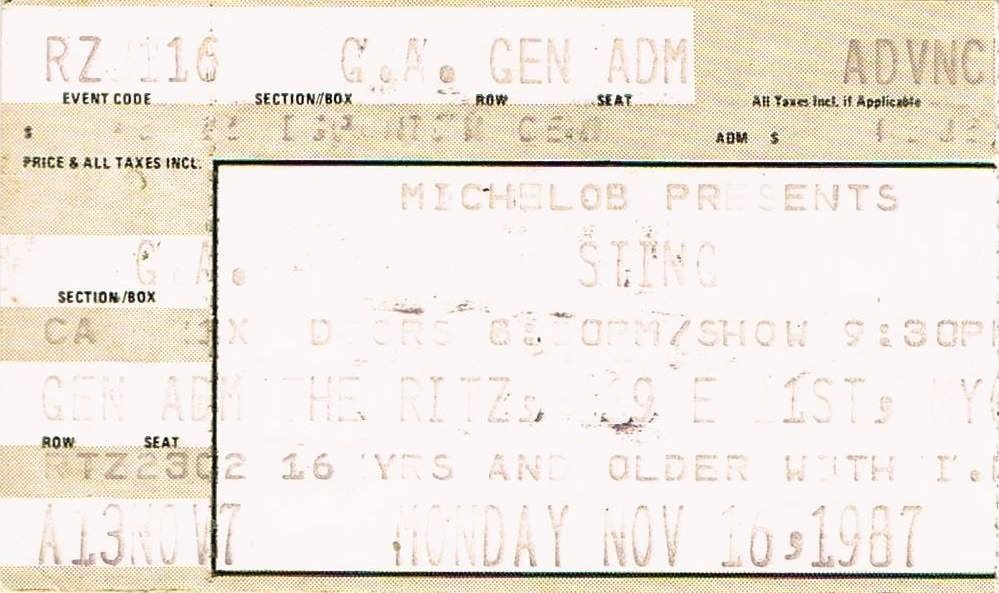 G.A. GEN ADM ADVNC
EVENT CODE SECTION//BOX ROW SEAT All Taxes Incl. if Applicable
$ ADM $
PRICE & ALL TAXES INCL.
MICHELOB PRESENTS
G.A. STING
SECTION/BOX
CA 1X /SHOW 9:30P
GEN ADM THE RITZ, E
ROW SEAT
RTZ2302 16 YRS AND OLDER WITH I.
A13NOV7 MONDAY NOV 16,1987